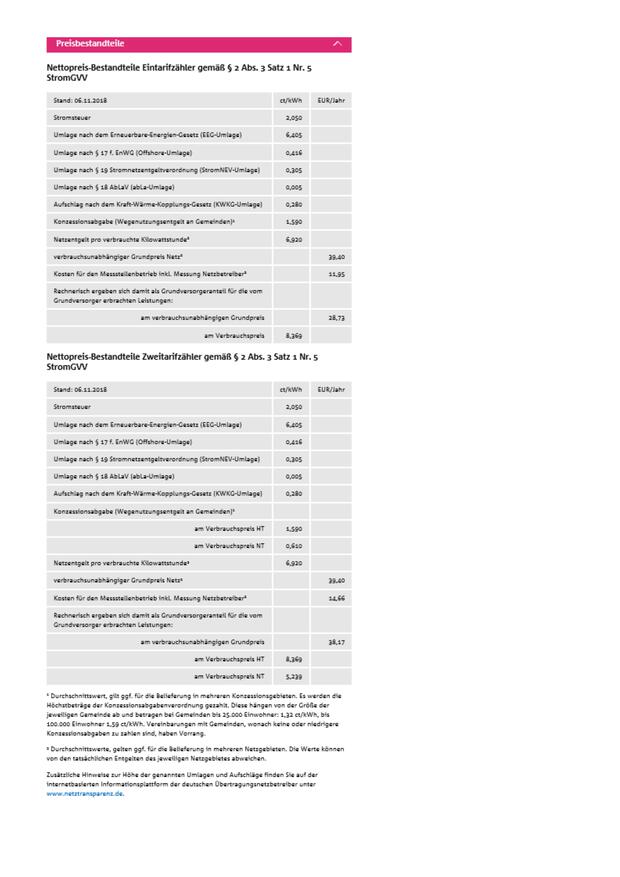 Preisbestandteile
Nettopreis-Bestandteile Eintarifzähler gemäß § 2 Abs. 3 Satz 1 Nr. 5
StromGVV
Stand: 06.11.2018 ct/kWh EUR/Jahr
Stromsteuer 2,050
Umlage nach dem Erneuerbare-Energien-Gesetz (EEG-Umlage) 6,405
Umlage nach § 17 f. EnWG (Offshore-Umlage) 0,416
Umlage nach § 19 Stromnetzentgeltverordnung (StromNEV-Umlage) 0,305
Umlage nach § 18 AbLaV (abLa-Umlage) 0,005
Aufschlag nach dem Kraft-Wärme-Kopplungs-Gesetz (KWKG-Umlage) 0,280
Konzessionsabgabe (Wegenutzungsentgelt an Gemeinden)¹ 1,590
Netzentgelt pro verbrauchte Kilowattstunde² 6,920
verbrauchsunabhängiger Grundpreis Netz² 39,40
Kosten für den Messstellenbetrieb inkl. Messung Netzbetreiber² 11,95
Rechnerisch ergeben sich damit als Grundversorgeranteil für die vom
Grundversorger erbrachten Leistungen:
am verbrauchsunabhängigen Grundpreis 28,73
am Verbrauchspreis 8,369
Nettopreis-Bestandteile Zweitarifzähler gemäß § 2 Abs. 3 Satz 1 Nr. 5
StromGVV
Stand: 06.11.2018 ct/kWh EUR/Jahr
Stromsteuer 2,050
Umlage nach dem Erneuerbare-Energien-Gesetz (EEG-Umlage) 6,405
Umlage nach § 17 f. EnWG (Offshore-Umlage) 0,416
Umlage nach § 19 Stromnetzentgeltverordnung (StromNEV-Umlage) 0,305
Umlage nach § 18 AbLaV (abLa-Umlage) 0,005
Aufschlag nach dem Kraft-Wärme-Kopplungs-Gesetz (KWKG-Umlage) 0,280
Konzessionsabgabe (Wegenutzungsentgelt an Gemeinden)¹
am Verbrauchspreis HT 1,590
am Verbrauchspreis NT 0,610
Netzentgelt pro verbrauchte Kilowattstunde² 6,920
verbrauchsunabhängiger Grundpreis Netz² 39,40
Kosten für den Messstellenbetrieb inkl. Messung Netzbetreiber² 14,66
Rechnerisch ergeben sich damit als Grundversorgeranteil für die vom
Grundversorger erbrachten Leistungen:
am verbrauchsunabhängigen Grundpreis 38,17
am Verbrauchspreis HT 8,369
am Verbrauchspreis NT 5,239
¹ Durchschnittswert, gilt ggf. für die Belieferung in mehreren Konzessionsgebieten. Es werden die
Höchstbeträge der Konzessionsabgabenverordnung gezahlt. Diese hängen von der Größe der
jeweiligen Gemeinde ab und betragen bei Gemeinden bis 25.000 Einwohner: 1,32 ct/kWh, bis
100.000 Einwohner 1,59 ct/kWh. Vereinbarungen mit Gemeinden, wonach keine oder niedrigere
Konzessionsabgaben zu zahlen sind, haben Vorrang.
² Durchschnittswerte, gelten ggf. für die Belieferung in mehreren Netzgebieten. Die Werte können
von den tatsächlichen Entgelten des jeweiligen Netzgebietes abweichen.
Zusätzliche Hinweise zur Höhe der genannten Umlagen und Aufschläge finden Sie auf der
internetbasierten Informationsplattform der deutschen Übertragungsnetzbetreiber unter
www.netztransparenz.de.